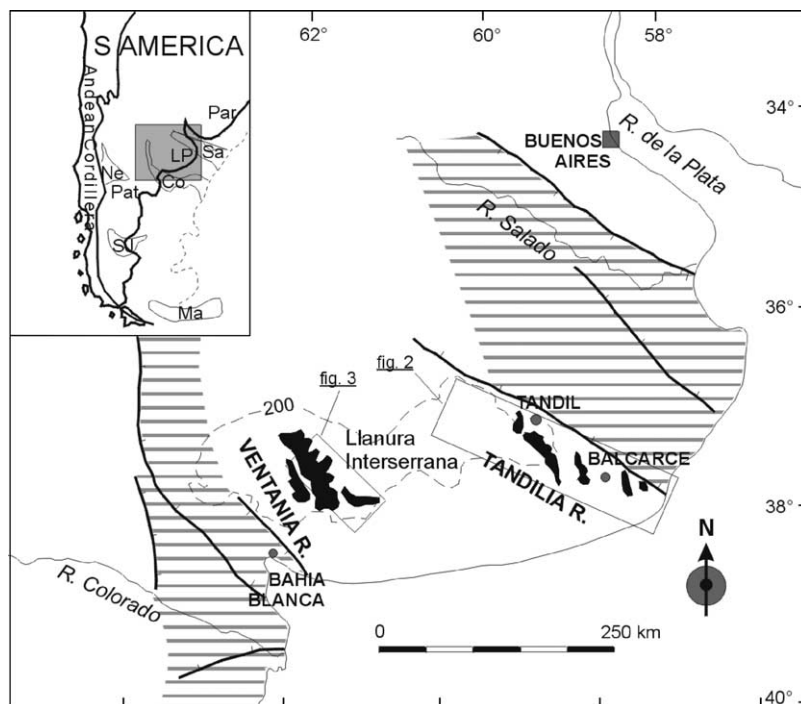 62°
60°
58°
S AMERICA
Andean Cordillera
Par
LP
Sa
Ne
Pat
Co
SJ
Ma
34°
BUENOS
AIRES
R. de la Plata
R. Salado
36°
fig. 2
fig. 3
200
TANDIL
Llanura
Interserrana
BALCARCE
VENTANIA R.
TANDILIA R.
38°
N
BAHIA
BLANCA
R. Colorado
0
250 km
40°